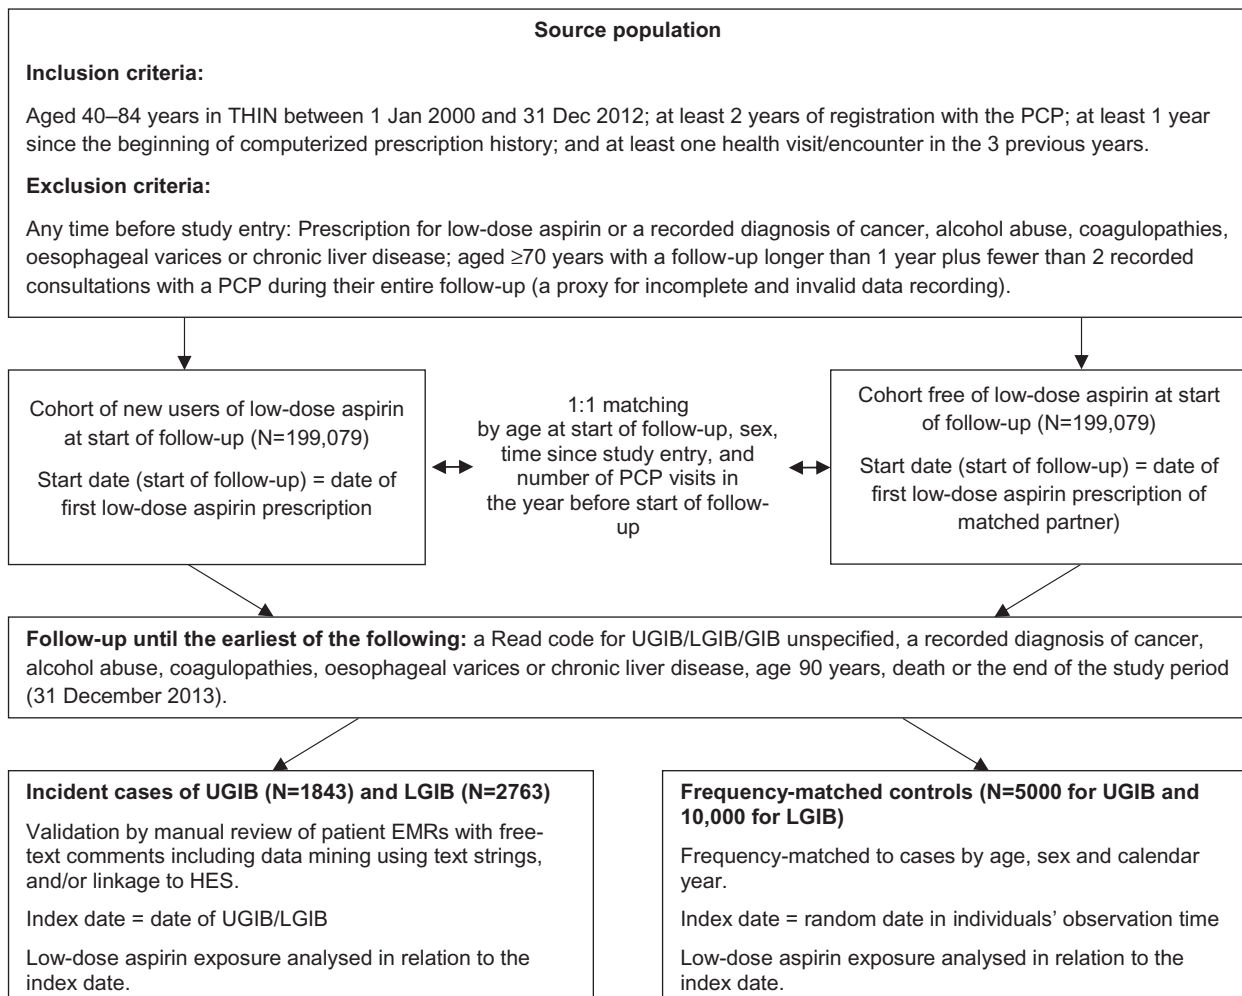 Source population
Inclusion criteria:
Aged 40–84 years in THIN between 1 Jan 2000 and 31 Dec 2012; at least 2 years of registration with the PCP; at least 1 year
since the beginning of computerized prescription history; and at least one health visit/encounter in the 3 previous years.
Exclusion criteria:
Any time before study entry: Prescription for low-dose aspirin or a recorded diagnosis of cancer, alcohol abuse, coagulopathies,
oesophageal varices or chronic liver disease; aged ≥70 years with a follow-up longer than 1 year plus fewer than 2 recorded
consultations with a PCP during their entire follow-up (a proxy for incomplete and invalid data recording).
Cohort of new users of low-dose aspirin
at start of follow-up (N=199,079)
Start date (start of follow-up) = date of
first low-dose aspirin prescription
1:1 matching
by age at start of follow-up, sex,
time since study entry, and
number of PCP visits in
the year before start of follow-
up
Cohort free of low-dose aspirin at start
of follow-up (N=199,079)
Start date (start of follow-up) = date of
first low-dose aspirin prescription of
matched partner)
Follow-up until the earliest of the following: a Read code for UGIB/LGIB/GIB unspecified, a recorded diagnosis of cancer,
alcohol abuse, coagulopathies, oesophageal varices or chronic liver disease, age 90 years, death or the end of the study period
(31 December 2013).
Incident cases of UGIB (N=1843) and LGIB (N=2763)
Validation by manual review of patient EMRs with free-
text comments including data mining using text strings,
and/or linkage to HES.
Index date = date of UGIB/LGIB
Low-dose aspirin exposure analysed in relation to the
index date.
Frequency-matched controls (N=5000 for UGIB and
10,000 for LGIB)
Frequency-matched to cases by age, sex and calendar
year.
Index date = random date in individuals’ observation time
Low-dose aspirin exposure analysed in relation to the
index date.